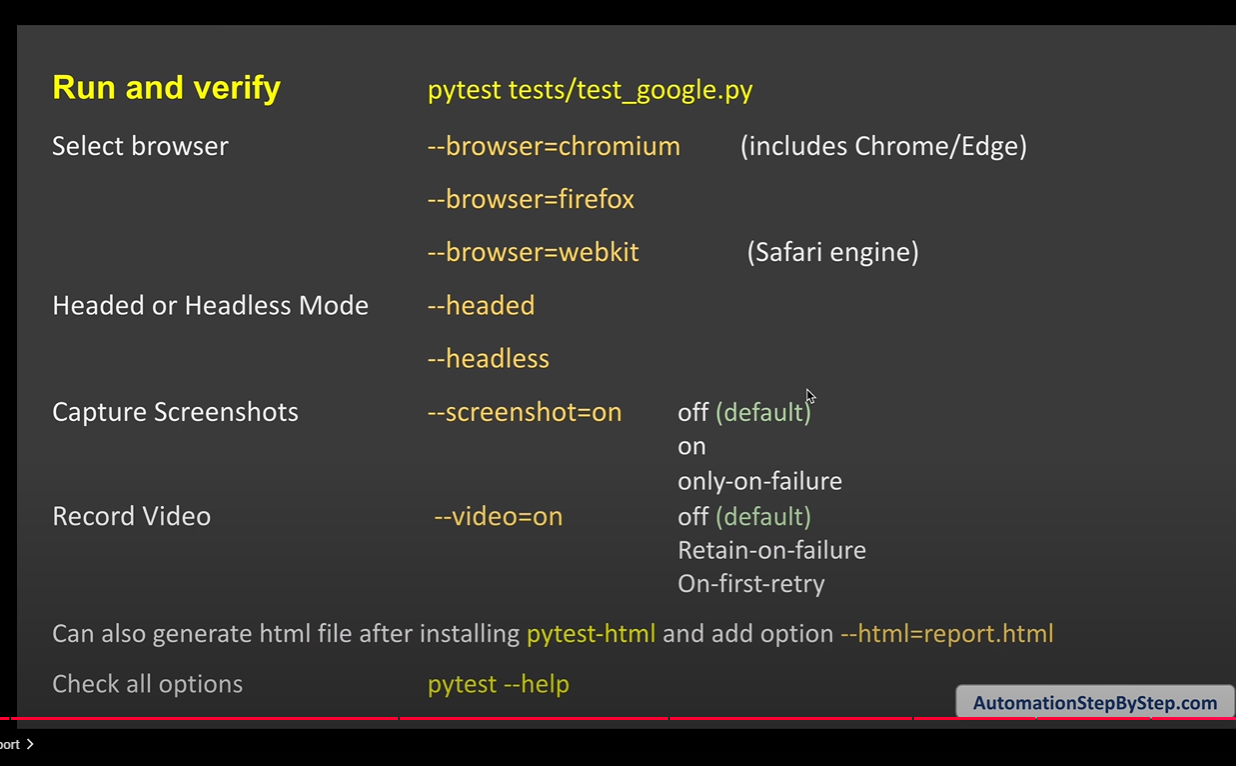 Run and verify pytest tests/test_google.py
Select browser --browser=chromium (includes Chrome/Edge)
--browser=firefox
--browser=webkit (Safari engine)
Headed or Headless Mode --headed
--headless
Capture Screenshots --screenshot=on off (default)
on
only-on-failure
Record Video --video=on off (default)
Retain-on-failure
On-first-retry
Can also generate html file after installing pytest-html and add option --html=report.html
Check all options pytest --help
AutomationStepByStep.com
port >